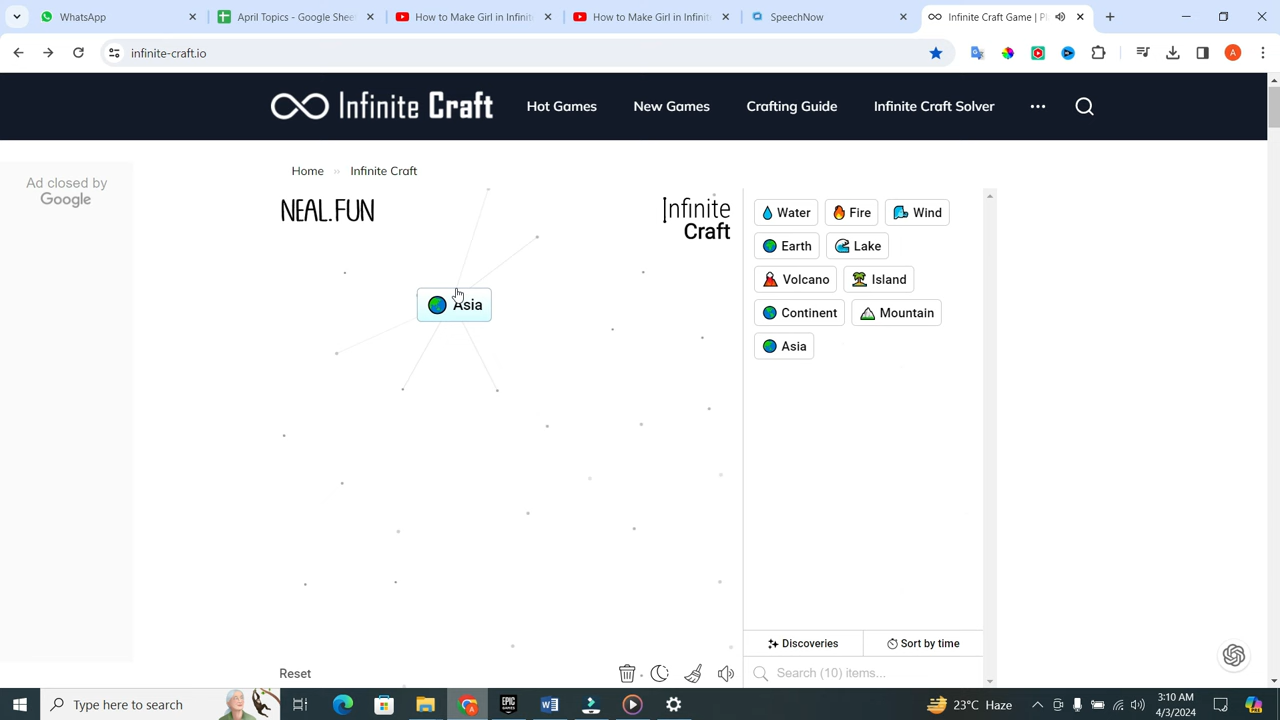 WhatsApp
April Topics - Google Shee
How to Make Girl in Infinit
How to Make Girl in Infinit
SpeechNow
Infinite Craft Game | Pl
infinite-craft.io
Infinite Craft
Hot Games
New Games
Crafting Guide
Infinite Craft Solver
Home
Infinite Craft
Ad closed by
Google
NEAL.FUN
Infinite
Craft
Asia
Water
Fire
Wind
Earth
Lake
Volcano
Island
Continent
Mountain
Asia
Discoveries
Sort by time
Reset
Search (10) items...
Type here to search
23°C Haze
3:10 AM
4/3/2024